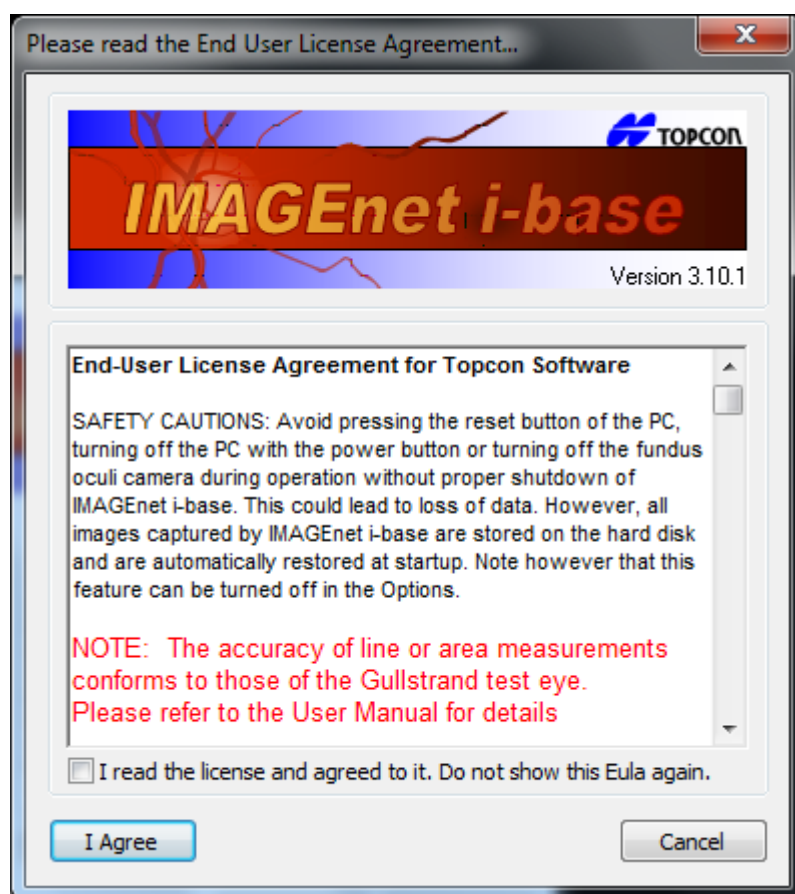 Please read the End User License Agreement...
TOPCON
IMAGEnet i-base
Version 3.10.1
End-User License Agreement for Topcon Software
SAFETY CAUTIONS: Avoid pressing the reset button of the PC,
turning off the PC with the power button or turning off the fundus
oculi camera during operation without proper shutdown of
IMAGEnet i-base. This could lead to loss of data. However, all
images captured by IMAGEnet i-base are stored on the hard disk
and are automatically restored at startup. Note however that this
feature can be turned off in the Options.
NOTE: The accuracy of line or area measurements
conforms to those of the Gullstrand test eye.
Please refer to the User Manual for details
I read the license and agreed to it. Do not show this Eula again.
I Agree
Cancel